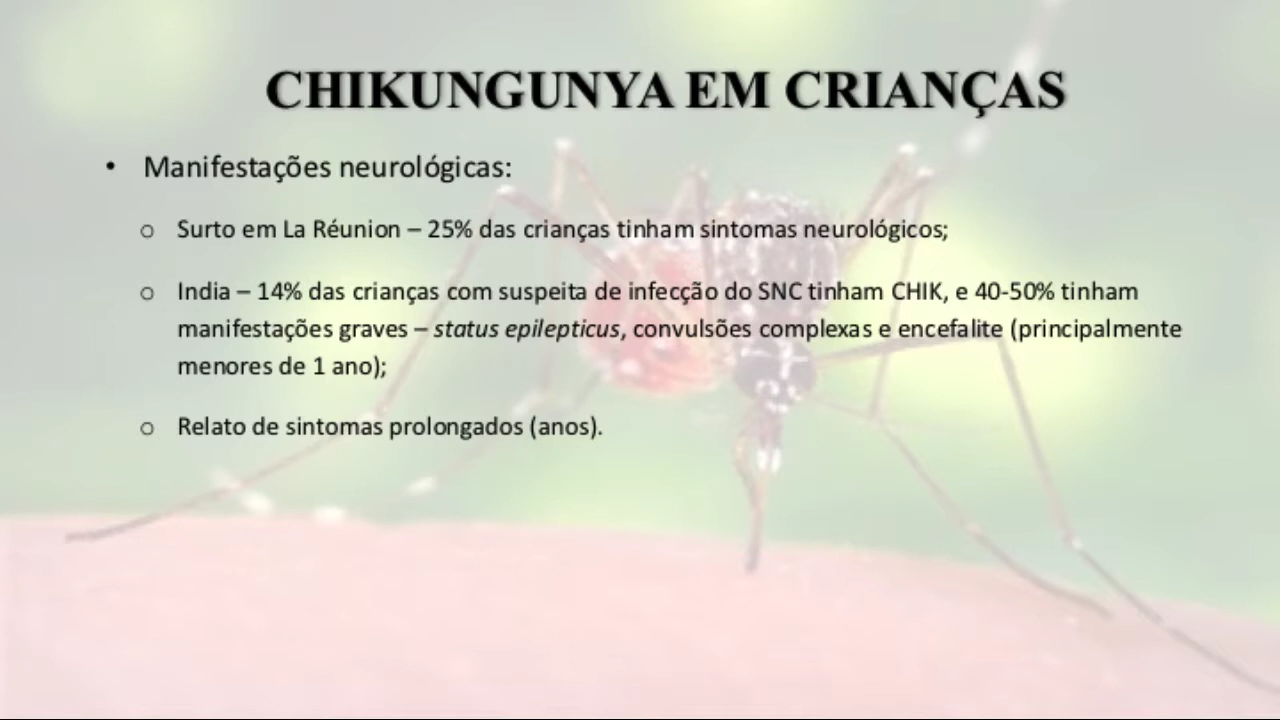 CHIKUNGUNYA EM CRIANÇAS
• Manifestações neurológicas:
o Surto em La Réunion – 25% das crianças tinham sintomas neurológicos;
o India – 14% das crianças com suspeita de infecção do SNC tinham CHIK, e 40-50% tinham
manifestações graves – status epilepticus, convulsões complexas e encefalite (principalmente
menores de 1 ano);
o Relato de sintomas prolongados (anos).